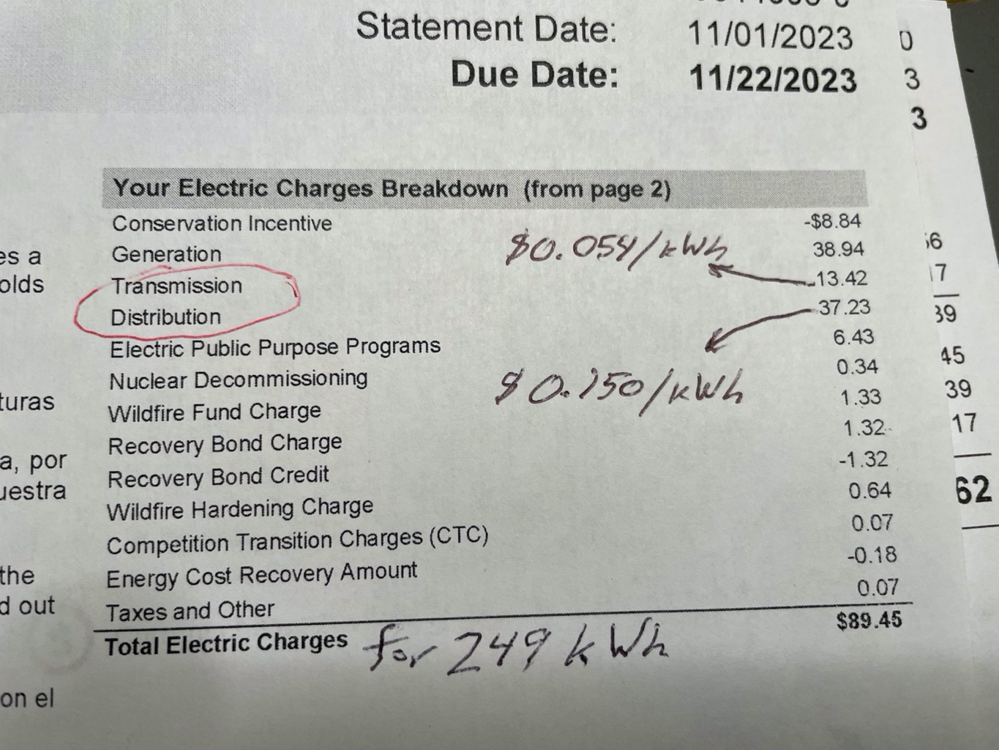 Statement Date: 11/01/2023
Due Date: 11/22/2023
0
3
3
Your Electric Charges Breakdown (from page 2)
Conservation Incentive -$8.84
Generation 38.94
Transmission 13.42
Distribution 37.23
Electric Public Purpose Programs 6.43
Nuclear Decommissioning 0.34
Wildfire Fund Charge 1.33
Recovery Bond Charge 1.32
Recovery Bond Credit -1.32
Wildfire Hardening Charge 0.64
Competition Transition Charges (CTC) 0.07
Energy Cost Recovery Amount -0.18
Taxes and Other 0.07
Total Electric Charges $89.45
for 249 kWh
$0.054/kWh
$0.150/kWh
es a
olds
turas
a, por
uestra
the
d out
on el
17
39
45
39
17
62